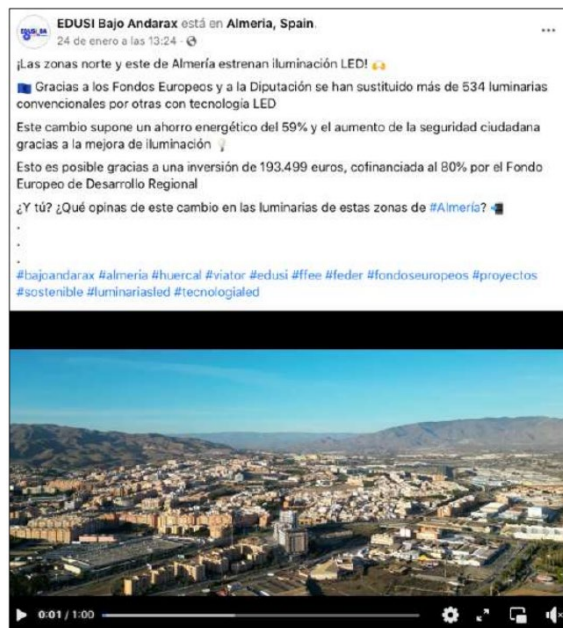 EDUSI Bajo Andarax está en Almeria, Spain.
24 de enero a las 13:24 ·
¡Las zonas norte y este de Almería estrenan iluminación LED! 🙌
🇪🇺 Gracias a los Fondos Europeos y a la Diputación se han sustituido más de 534 luminarias
convencionales por otras con tecnología LED
Este cambio supone un ahorro energético del 59% y el aumento de la seguridad ciudadana
gracias a la mejora de iluminación 💡
Esto es posible gracias a una inversión de 193.499 euros, cofinanciada al 80% por el Fondo
Europeo de Desarrollo Regional
¿Y tú? ¿Qué opinas de este cambio en las luminarias de estas zonas de #Almería? 📲
.
.
.
#bajoandarax #almeria #huercal #viator #edusi #ffee #feder #fondoseuropeos #proyectos
#sostenible #luminariasled #tecnologialed
0:01 / 1:00